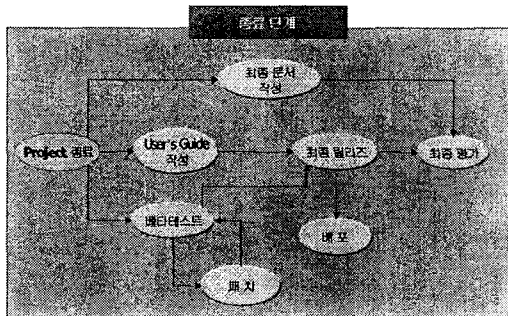 종료 단계
최종 문서
작성
Project 종료
User's Guide
작성
최종 릴리즈
최종 평가
베타테스트
배 포
패 치